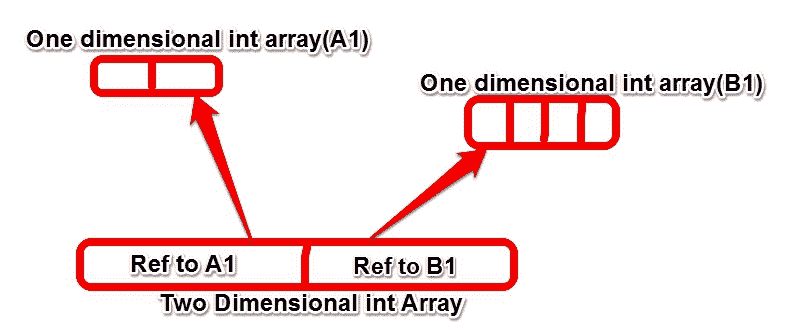 One dimensional int array(A1)
One dimensional int array(B1)
Ref to A1
Ref to B1
Two Dimensional int Array